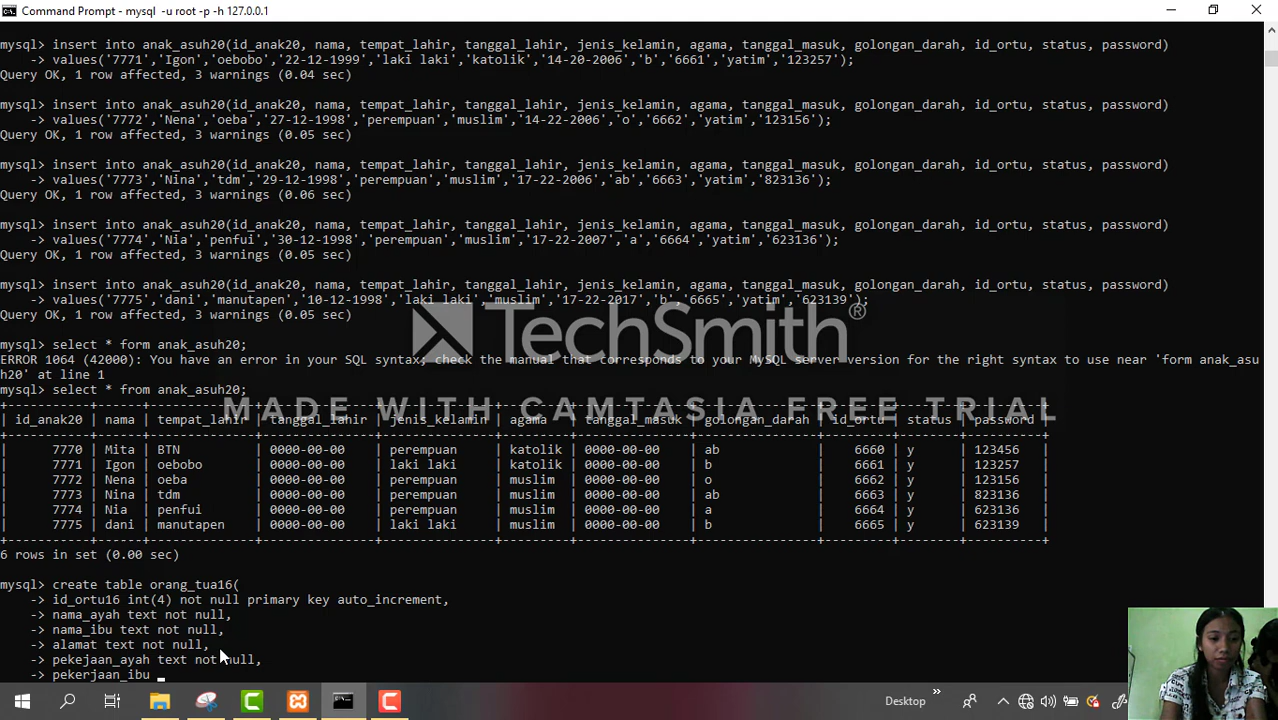 Command Prompt - mysql -u root -p -h 127.0.0.1
mysql> insert into anak_asuh20(id_anak20, nama, tempat_lahir, tanggal_lahir, jenis_kelamin, agama, tanggal_masuk, golongan_darah, id_ortu, status, password)
-> values('7771','Igon','oebobo','22-12-1999','laki laki','katolik','14-20-2006','b','6661','yatim','123257');
Query OK, 1 row affected, 3 warnings (0.04 sec)
mysql> insert into anak_asuh20(id_anak20, nama, tempat_lahir, tanggal_lahir, jenis_kelamin, agama, tanggal_masuk, golongan_darah, id_ortu, status, password)
-> values('7772','Nena','oeba','27-12-1998','perempuan','muslim','14-22-2006','o','6662','yatim','123156');
Query OK, 1 row affected, 3 warnings (0.05 sec)
mysql> insert into anak_asuh20(id_anak20, nama, tempat_lahir, tanggal_lahir, jenis_kelamin, agama, tanggal_masuk, golongan_darah, id_ortu, status, password)
-> values('7773','Nina','tdm','29-12-1998','perempuan','muslim','17-22-2006','ab','6663','yatim','823136');
Query OK, 1 row affected, 3 warnings (0.06 sec)
mysql> insert into anak_asuh20(id_anak20, nama, tempat_lahir, tanggal_lahir, jenis_kelamin, agama, tanggal_masuk, golongan_darah, id_ortu, status, password)
-> values('7774','Nia','penfui','30-12-1998','perempuan','muslim','17-22-2007','a','6664','yatim','623136');
Query OK, 1 row affected, 3 warnings (0.05 sec)
mysql> insert into anak_asuh20(id_anak20, nama, tempat_lahir, tanggal_lahir, jenis_kelamin, agama, tanggal_masuk, golongan_darah, id_ortu, status, password)
-> values('7775','dani','manutapen','10-12-1998','laki laki','muslim','17-22-2017','b','6665','yatim','623139');
Query OK, 1 row affected, 3 warnings (0.05 sec)
TechSmith®
mysql> select * form anak_asuh20;
ERROR 1064 (42000): You have an error in your SQL syntax; check the manual that corresponds to your MySQL server version for the right syntax to use near 'form anak_asu
h20' at line 1
mysql> select * from anak_asuh20;
MADE WITH CAMTASIA FREE TRIAL
| id_anak20 | nama | tempat_lahir | tanggal_lahir | jenis_kelamin | agama | tanggal_masuk | golongan_darah | id_ortu | status | password |
| 7770 | Mita | BTN | 0000-00-00 | perempuan | katolik | 0000-00-00 | ab | 6660 | y | 123456 |
| 7771 | Igon | oebobo | 0000-00-00 | laki laki | katolik | 0000-00-00 | b | 6661 | y | 123257 |
| 7772 | Nena | oeba | 0000-00-00 | perempuan | muslim | 0000-00-00 | o | 6662 | y | 123156 |
| 7773 | Nina | tdm | 0000-00-00 | perempuan | muslim | 0000-00-00 | ab | 6663 | y | 823136 |
| 7774 | Nia | penfui | 0000-00-00 | perempuan | muslim | 0000-00-00 | a | 6664 | y | 623136 |
| 7775 | dani | manutapen | 0000-00-00 | laki laki | muslim | 0000-00-00 | b | 6665 | y | 623139 |
6 rows in set (0.00 sec)
mysql> create table orang_tua16(
-> id_ortu16 int(4) not null primary key auto_increment,
-> nama_ayah text not null,
-> nama_ibu text not null,
-> alamat text not null,
-> pekejaan_ayah text not null,
-> pekerjaan_ibu _
Desktop